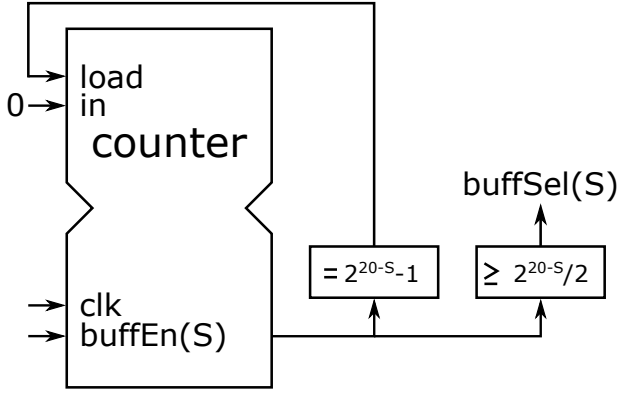 load
0 in
counter
buffSel(S)
= 2^20-S-1
≥ 2^20-S/2
clk
buffEn(S)